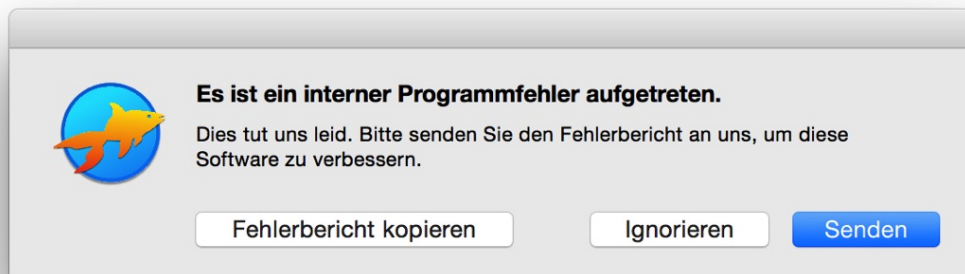 Es ist ein interner Programmfehler aufgetreten.
Dies tut uns leid. Bitte senden Sie den Fehlerbericht an uns, um diese
Software zu verbessern.
Fehlerbericht kopieren
Ignorieren
Senden